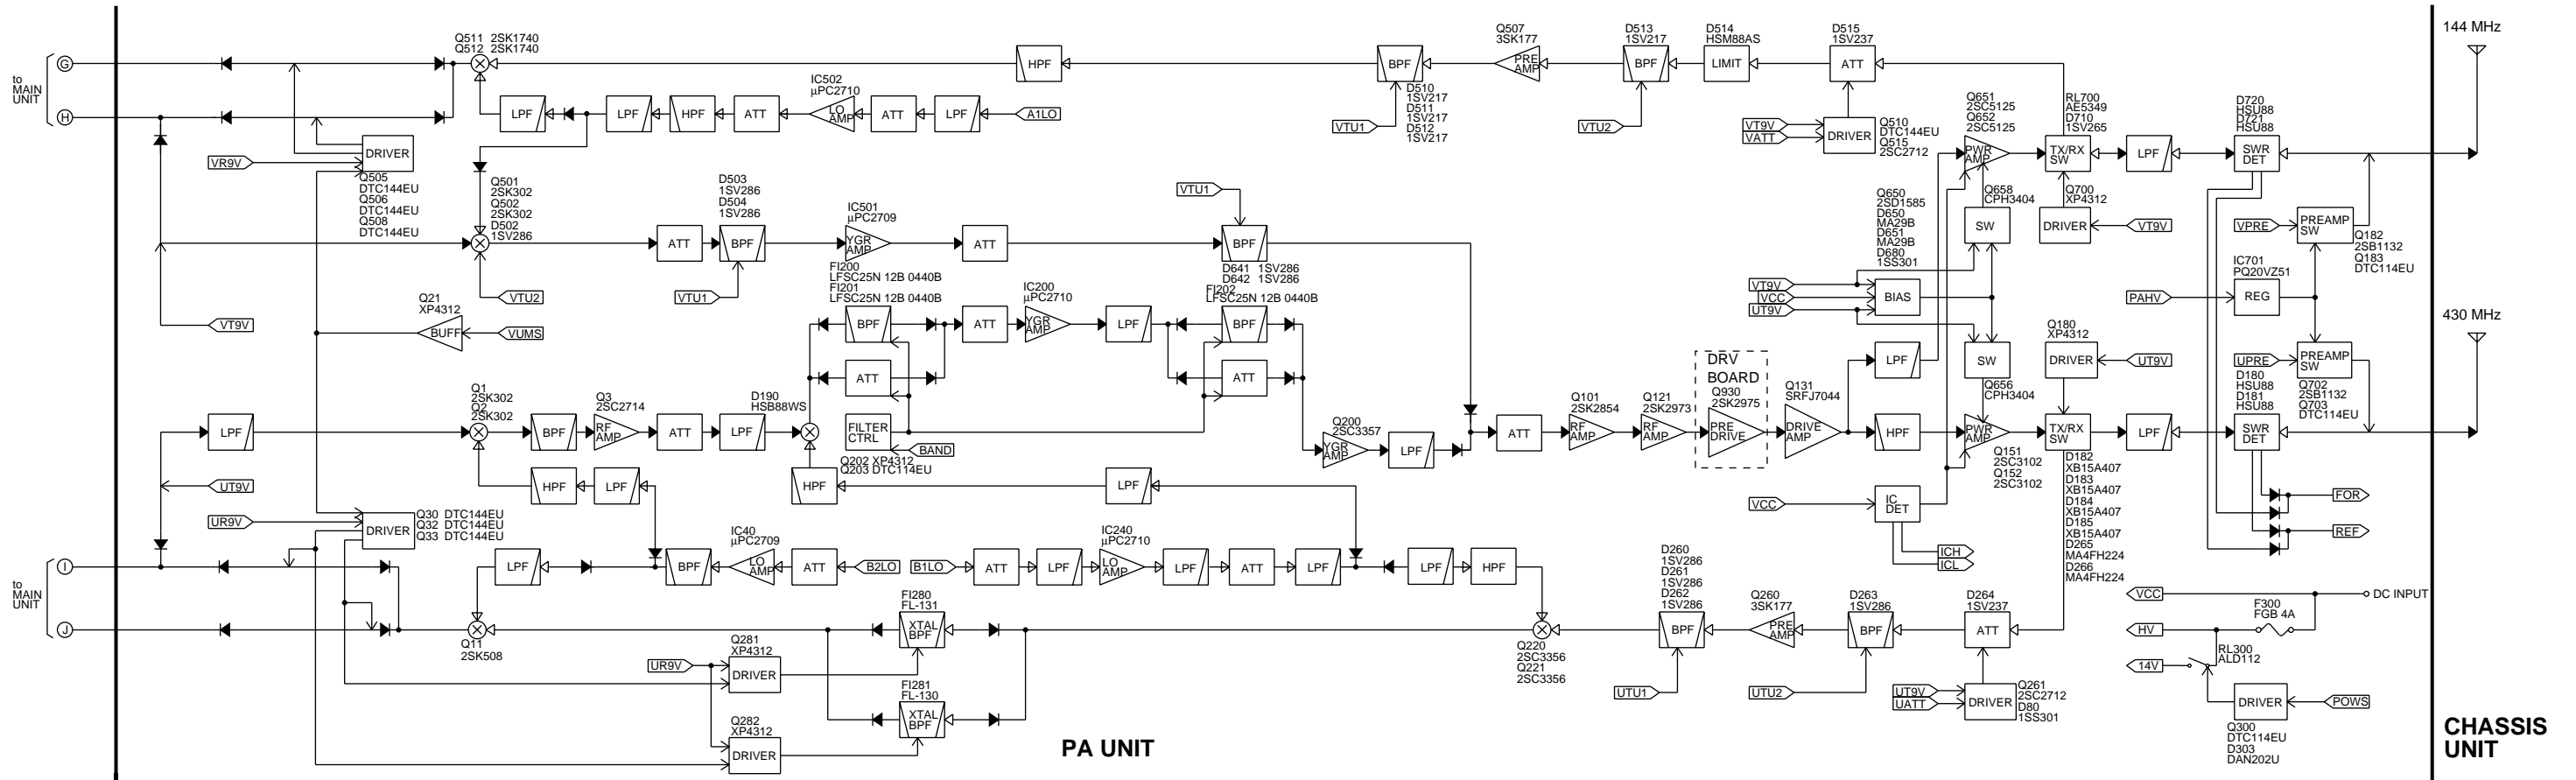 144 MHz
to
MAIN
UNIT
G
H
Q511 2SK1740
Q512 2SK1740
HPF
BPF
D510
1SV217
D511
1SV217
D512
1SV217
VTU1
Q507
3SK177
PRE
AMP
D513
1SV217
BPF
VTU2
D514
HSM88AS
LIMIT
D515
1SV237
ATT
VT9V
VATT
DRIVER
Q510
DTC144EU
Q515
2SC2712
LPF
LPF
HPF
ATT
IC502
µPC2710
LO
AMP
ATT
LPF
A1LO
VR9V
DRIVER
Q505
DTC144EU
Q506
DTC144EU
Q508
DTC144EU
Q501
2SK302
Q502
2SK302
D502
1SV286
VTU2
ATT
D503
1SV286
D504
1SV286
BPF
VTU1
IC501
µPC2709
YGR
AMP
ATT
VTU1
BPF
D641 1SV286
D642 1SV286
Q651
2SC5125
Q652
2SC5125
PWR
AMP
RL700
AE5349
D710
1SV265
TX/RX
SW
LPF
D720
HSU88
D721
HSU88
SWR
DET
Q650
2SD1585
D650
MA29B
D651
MA29B
D680
1SS301
Q658
CPH3404
SW
Q700
XP4312
DRIVER
VT9V
VPRE
PREAMP
SW
Q182
2SB1132
Q183
DTC114EU
VT9V
VCC
UT9V
BIAS
IC701
PQ20VZ51
PAHV
REG
430 MHz
VT9V
Q21
XP4312
BUFF
VUMS
FI200
LFSC25N 12B 0440B
FI201
LFSC25N 12B 0440B
BPF
ATT
ATT
IC200
µPC2710
YGR
AMP
LPF
FI202
LFSC25N 12B 0440B
BPF
ATT
SW
Q656
CPH3404
Q180
XP4312
DRIVER
UT9V
UPRE
PREAMP
SW
Q702
2SB1132
Q703
DTC114EU
LPF
Q1
2SK302
Q2
2SK302
BPF
Q3
2SC2714
RF
AMP
ATT
D190
HSB88WS
LPF
FILTER
CTRL
BAND
Q202 XP4312
Q203 DTC114EU
Q200
2SC3357
YGR
AMP
LPF
ATT
Q101
2SK2854
RF
AMP
Q121
2SK2973
RF
AMP
DRV
BOARD
Q930
2SK2975
PRE
DRIVE
Q131
SRFJ7044
DRIVE
AMP
LPF
HPF
PWR
AMP
Q151
2SC3102
Q152
2SC3102
TX/RX
SW
D182
XB15A407
D183
XB15A407
D184
XB15A407
D185
XB15A407
D265
MA4FH224
D266
MA4FH224
LPF
D180
HSU88
D181
HSU88
SWR
DET
FOR
REF
UT9V
HPF
LPF
HPF
LPF
VCC
IC
DET
ICH
ICL
UR9V
DRIVER
Q30 DTC144EU
Q32 DTC144EU
Q33 DTC144EU
to
MAIN
UNIT
I
J
LPF
BPF
IC40
µPC2709
LO
AMP
ATT
B2LO
B1LO
ATT
LPF
IC240
µPC2710
LO
AMP
LPF
ATT
LPF
LPF
HPF
Q11
2SK508
FI280
FL-131
XTAL
BPF
Q281
XP4312
UR9V
DRIVER
FI281
FL-130
XTAL
BPF
Q282
XP4312
DRIVER
Q220
2SC3356
Q221
2SC3356
D260
1SV286
D261
1SV286
D262
1SV286
BPF
UTU1
Q260
3SK177
PRE
AMP
D263
1SV286
BPF
UTU2
D264
1SV237
ATT
UT9V
UATT
DRIVER
Q261
2SC2712
D80
1SS301
VCC
DC INPUT
F300
FGB 4A
HV
RL300
ALD112
14V
DRIVER
POWS
Q300
DTC114EU
D303
DAN202U
PA UNIT
CHASSIS
UNIT